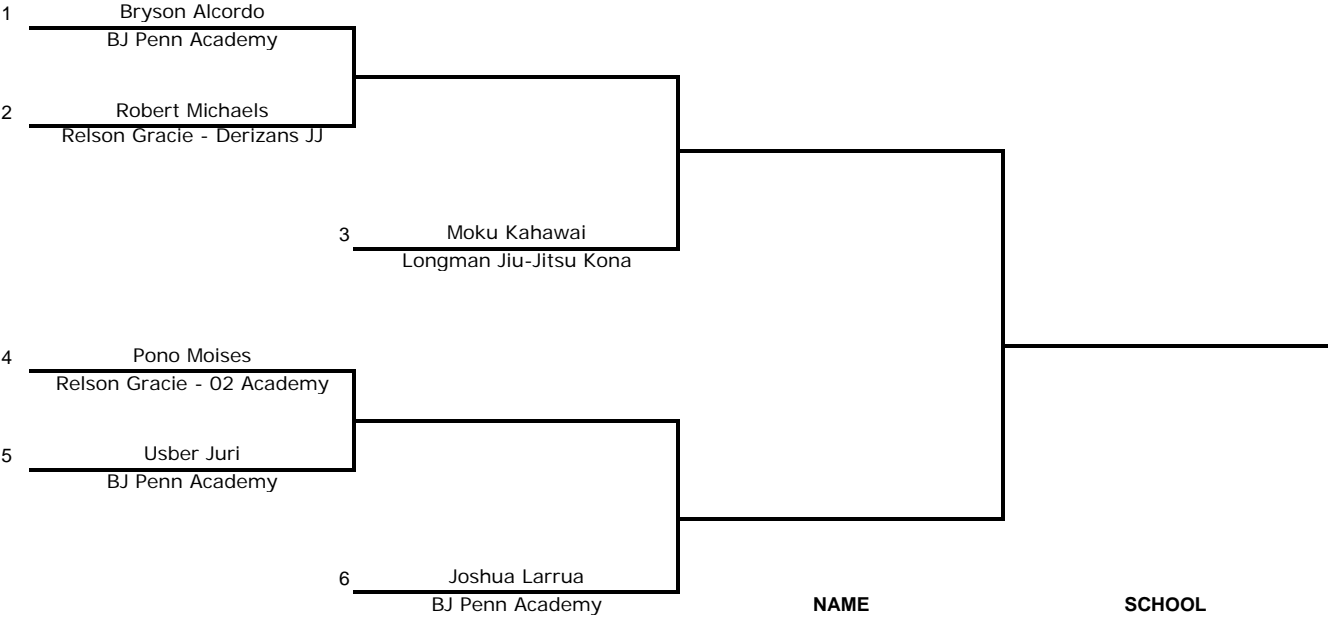 1 Bryson Alcordo
BJ Penn Academy
2 Robert Michaels
Relson Gracie - Derizans JJ
3 Moku Kahawai
Longman Jiu-Jitsu Kona
4 Pono Moises
Relson Gracie - 02 Academy
5 Usber Juri
BJ Penn Academy
6 Joshua Larrua
BJ Penn Academy
NAME SCHOOL